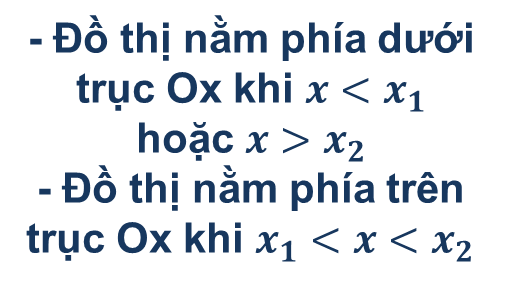 - Đồ thị nằm phía dưới
trục Ox khi x < x₁
hoặc x > x₂
- Đồ thị nằm phía trên
trục Ox khi x₁ < x < x₂